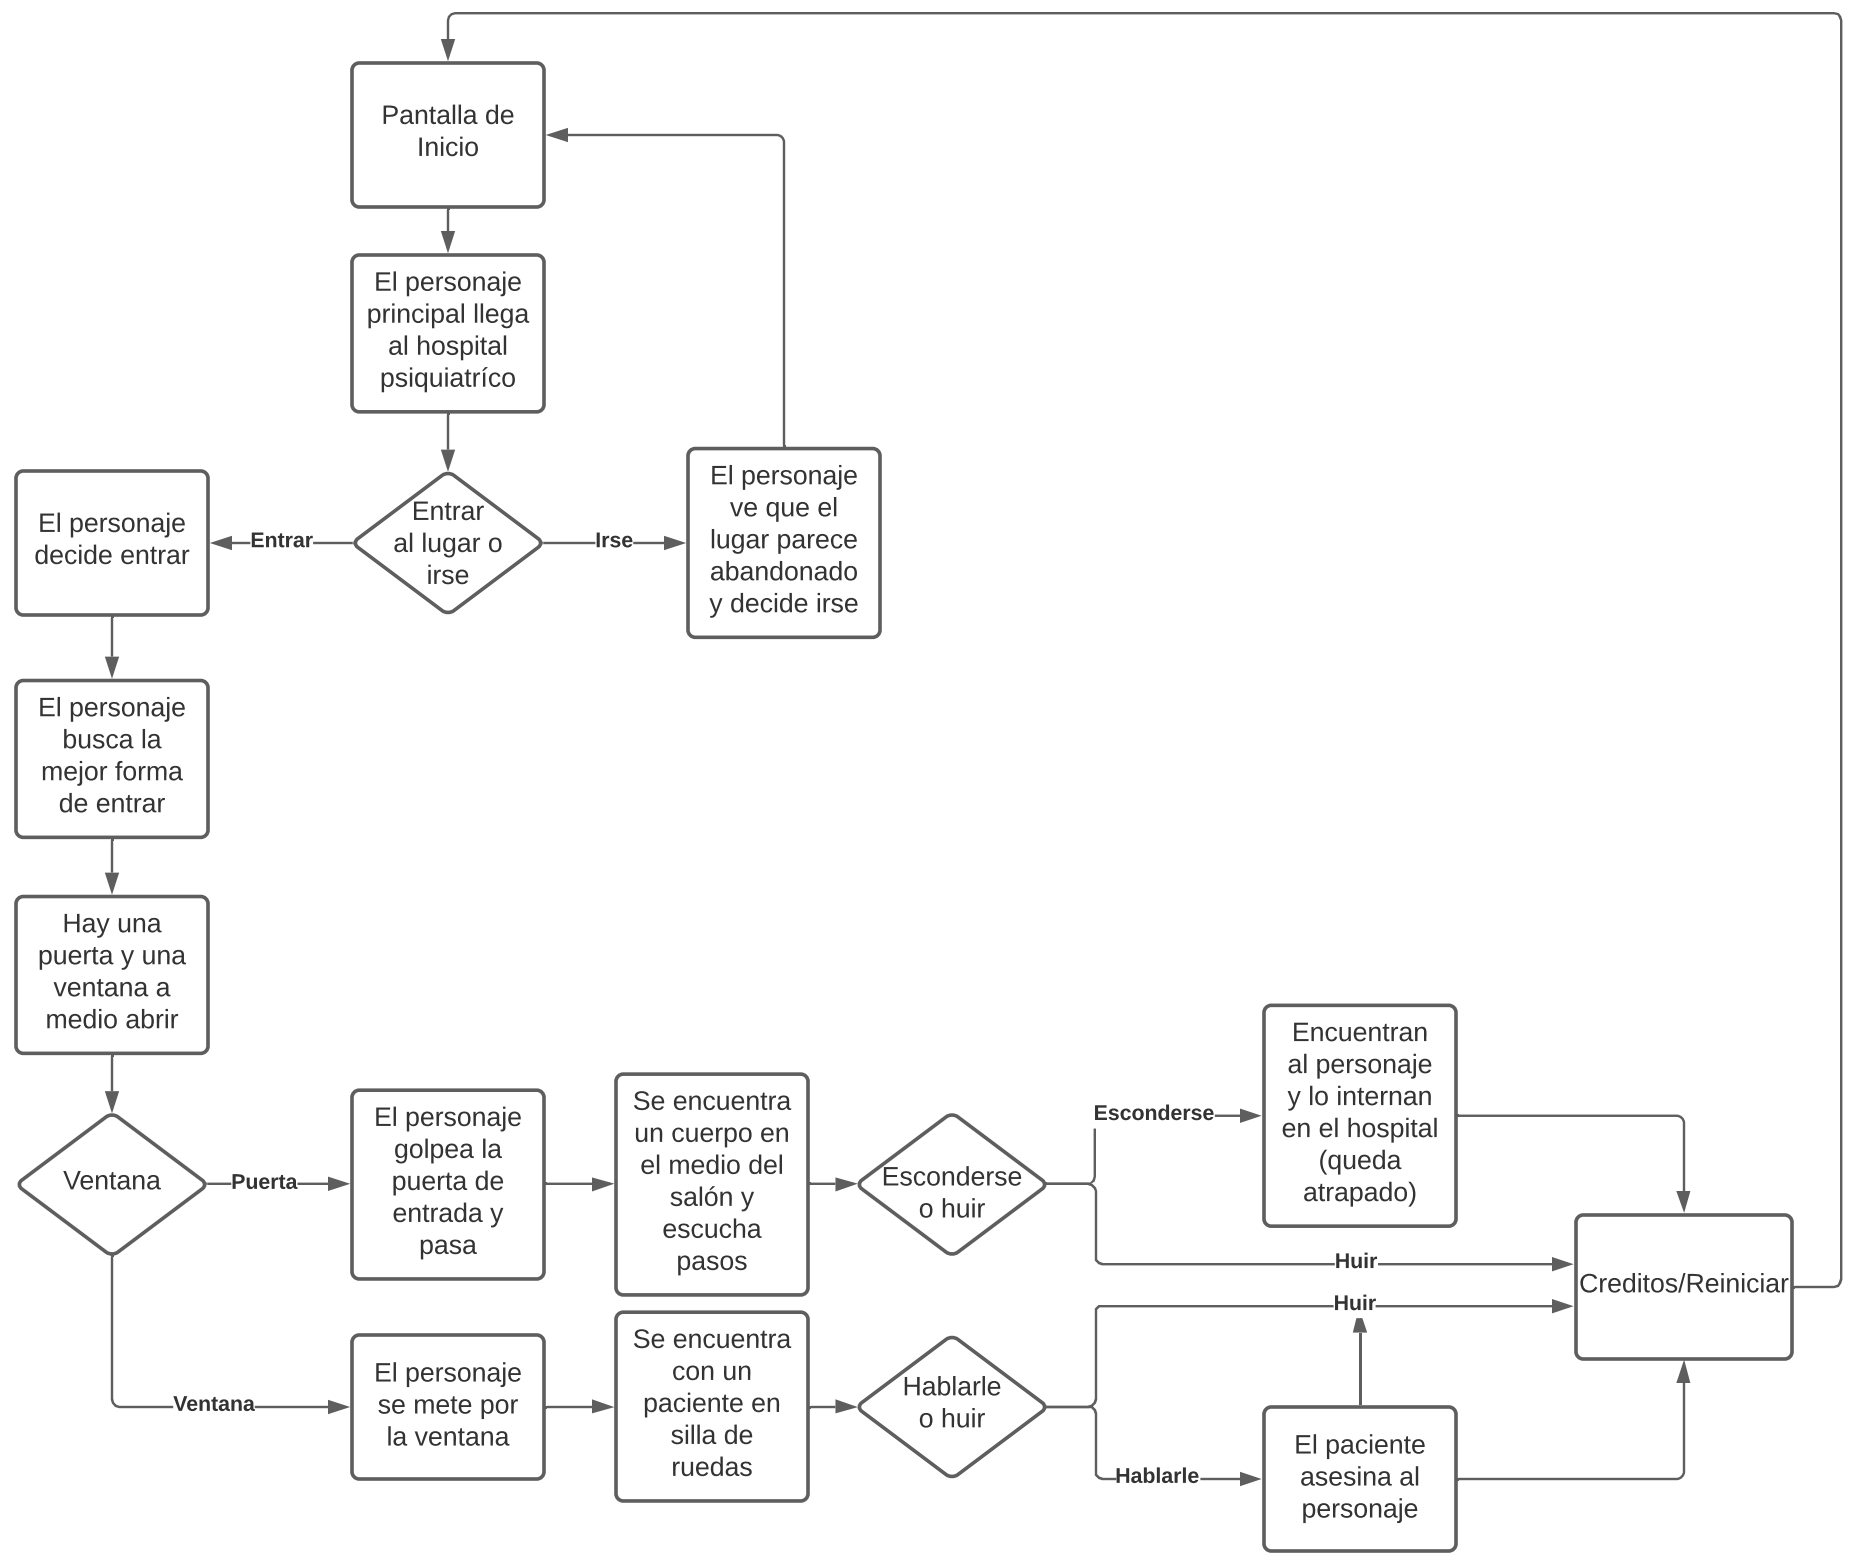 Pantalla de
Inicio
El personaje
principal llega
al hospital
psiquiatríco
Entrar
al lugar o
irse
Entrar
Irse
El personaje
decide entrar
El personaje
ve que el
lugar parece
abandonado
y decide irse
El personaje
busca la
mejor forma
de entrar
Hay una
puerta y una
ventana a
medio abrir
Ventana
Puerta
El personaje
golpea la
puerta de
entrada y
pasa
Se encuentra
un cuerpo en
el medio del
salón y
escucha
pasos
Esconderse
o huir
Esconderse
Encuentran
al personaje
y lo internan
en el hospital
(queda
atrapado)
Huir
Creditos/Reiniciar
Ventana
El personaje
se mete por
la ventana
Se encuentra
con un
paciente en
silla de
ruedas
Hablarle
o huir
Huir
Hablarle
El paciente
asesina al
personaje